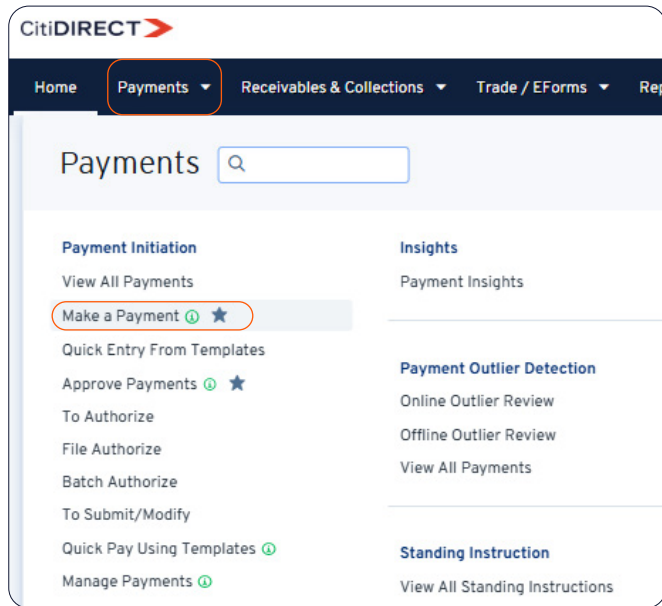 CitiDIRECT
Home Payments Receivables & Collections Trade / EForms
Payments
Payment Initiation
View All Payments
Make a Payment
Quick Entry From Templates
Approve Payments
To Authorize
File Authorize
Batch Authorize
To Submit/Modify
Quick Pay Using Templates
Manage Payments
Insights
Payment Insights
Payment Outlier Detection
Online Outlier Review
Offline Outlier Review
View All Payments
Standing Instruction
View All Standing Instructions